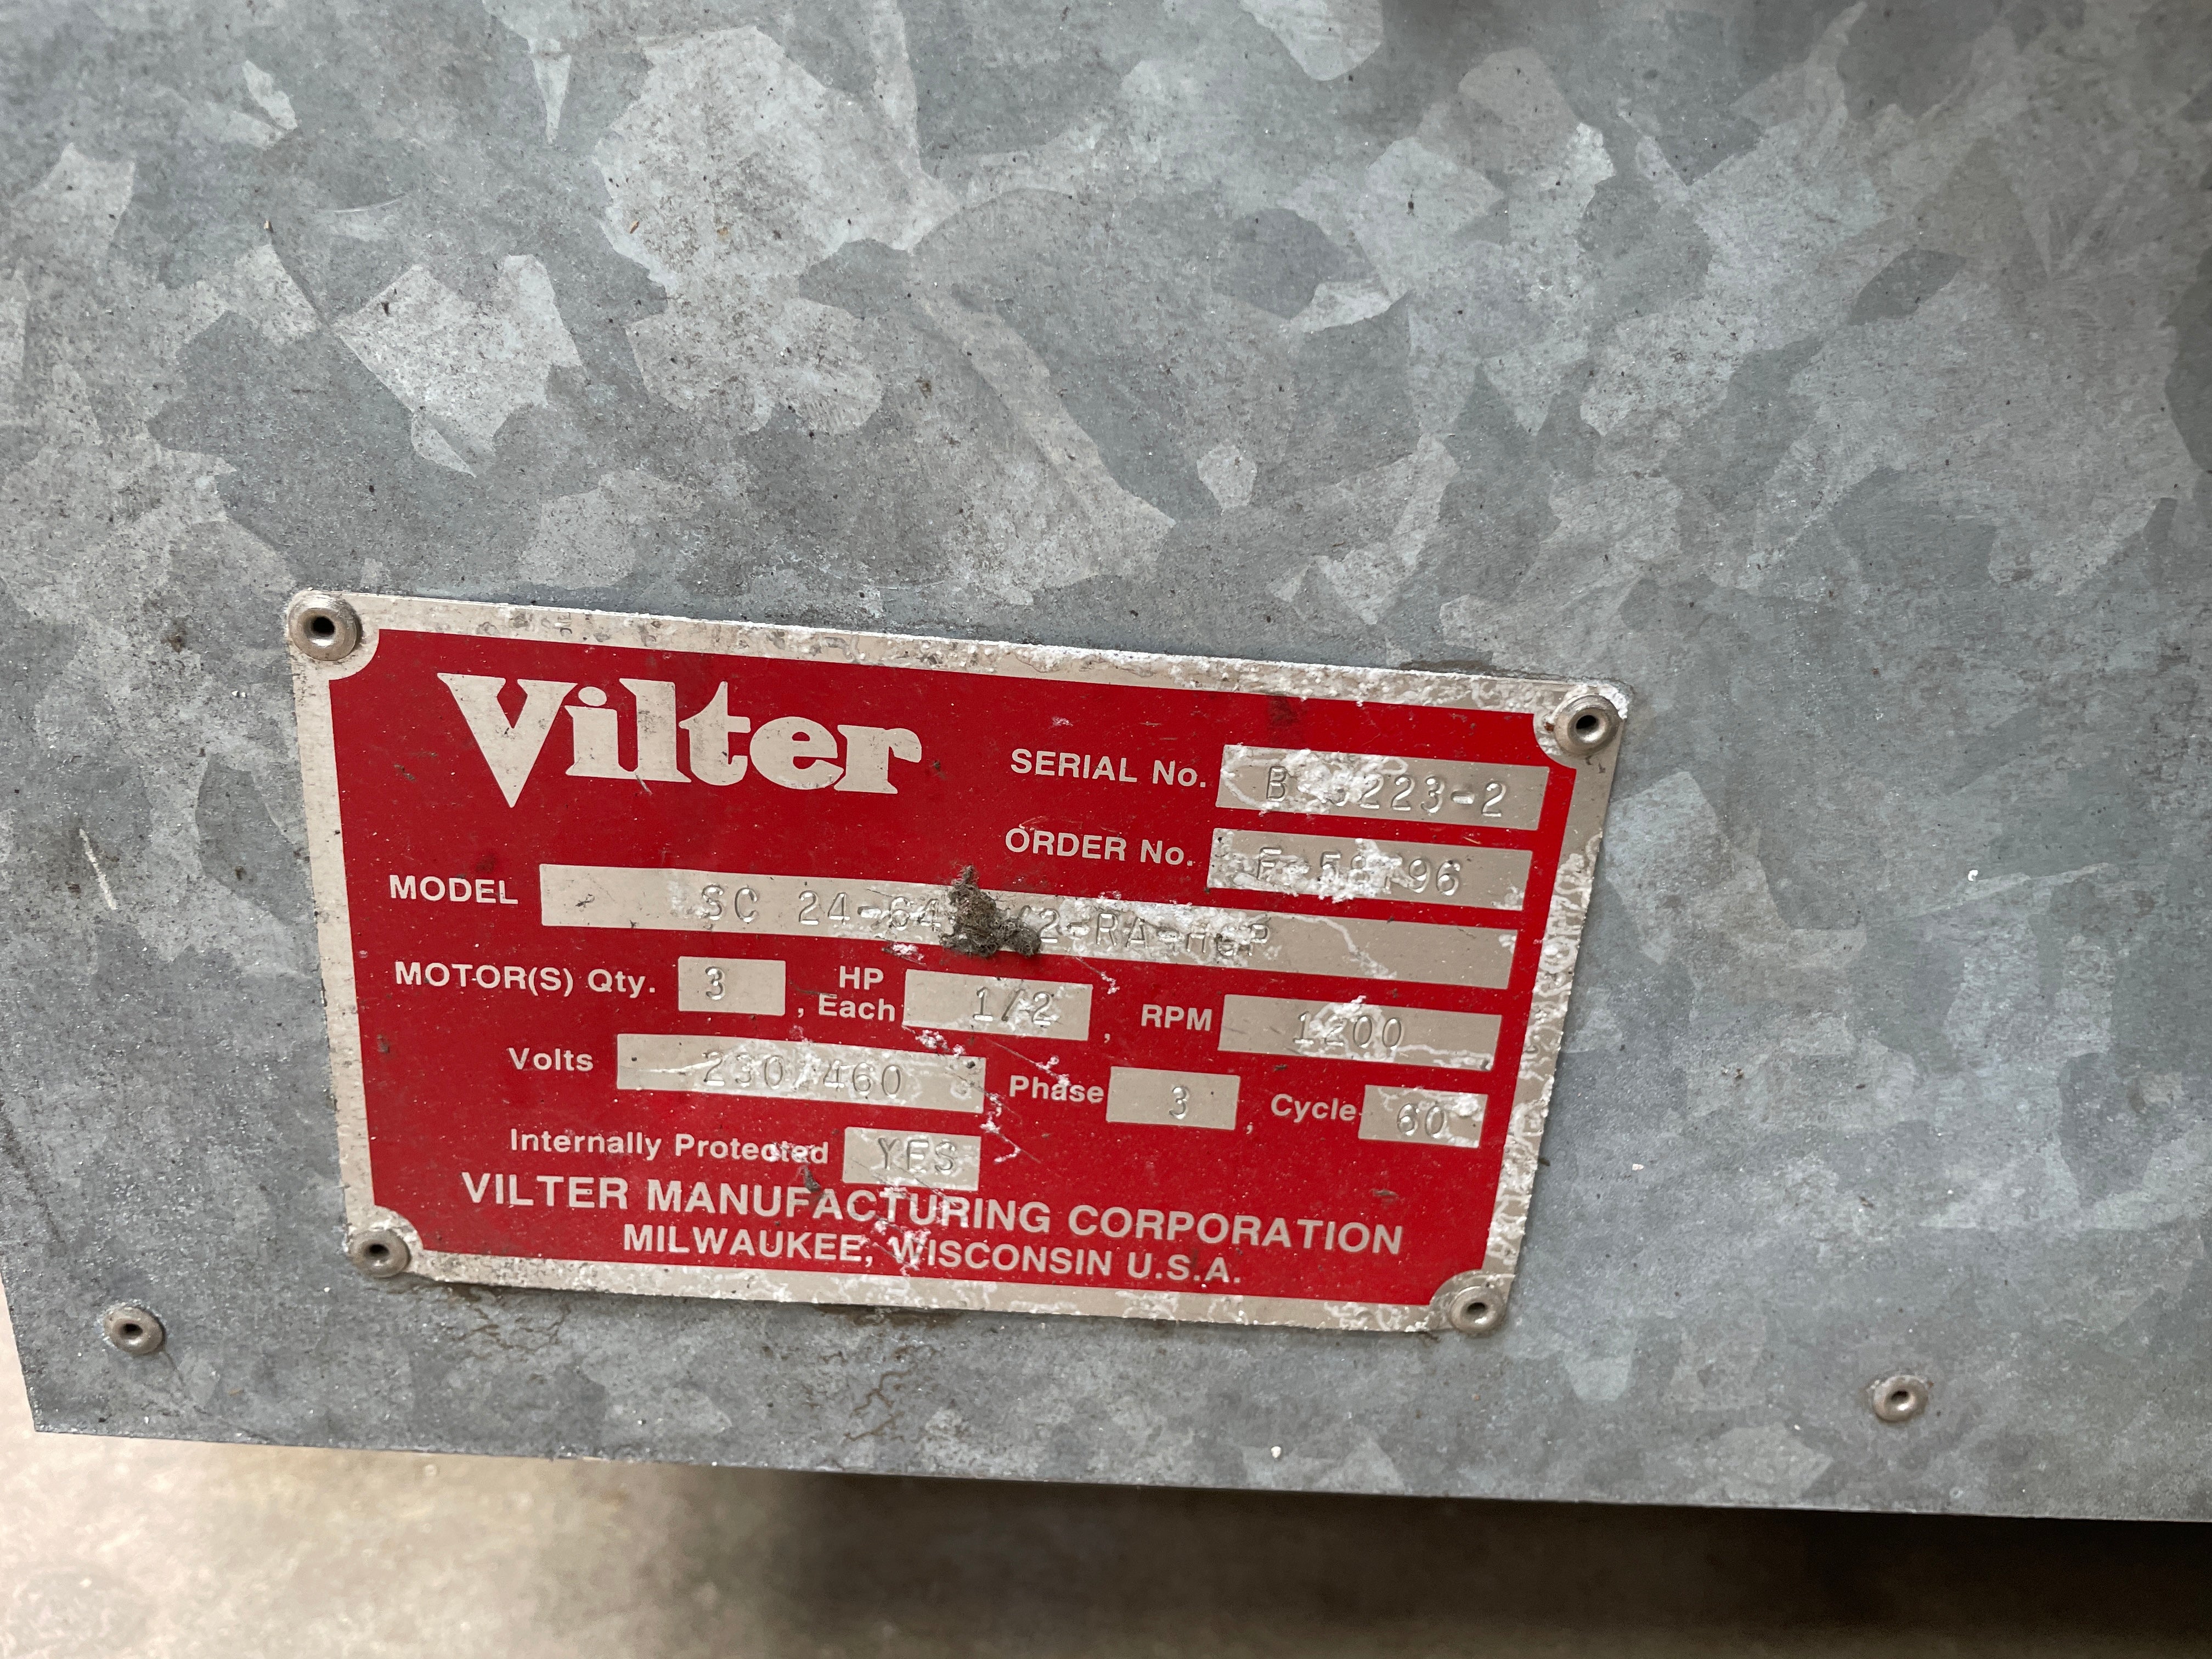 Vilter
SERIAL No.
ORDER No.
MODEL SC
MOTOR(S) Qty. 3 , HP Each 1/2 , RPM 1200
Volts 230/460 Phase 3 , Cycle 60
Internally Protected YES
VILTER MANUFACTURING CORPORATION
MILWAUKEE, WISCONSIN U.S.A.